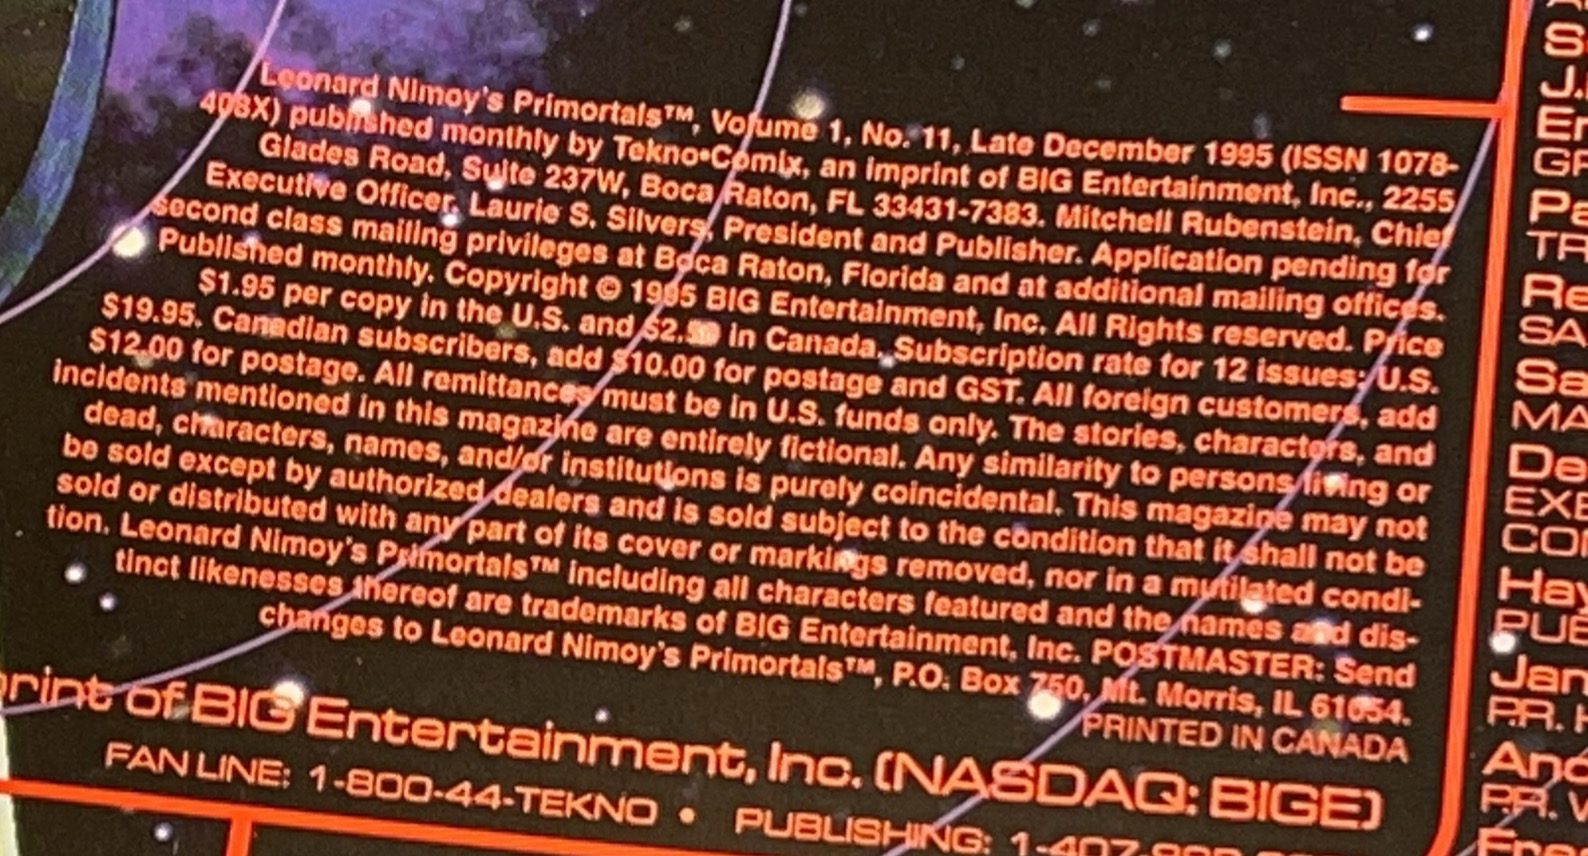 Leonard Nimoy's Primortals™, Volume 1, No. 11, Late December 1995 (ISSN 1078-
408X) published monthly by Tekno•Comix, an imprint of BIG Entertainment, Inc., 2255
Glades Road, Suite 237W, Boca Raton, FL 33431-7383. Mitchell Rubenstein, Chief
Executive Officer, Laurie S. Silvers, President and Publisher. Application pending for
second class mailing privileges at Boca Raton, Florida and at additional mailing offices.
Published monthly. Copyright © 1995 BIG Entertainment, Inc. All Rights reserved. Price
$1.95 per copy in the U.S. and in Canada. Subscription rate for 12 issues: U.S.
$19.95. Canadian subscribers, add $10.00 for postage and GST. All foreign customers, add
$12.00 for postage. All remittances must be in U.S. funds only. The stories, characters, and
incidents mentioned in this magazine are entirely fictional. Any similarity to persons living or
dead, characters, names, and/or institutions is purely coincidental. This magazine may not
be sold except by authorized dealers and is sold subject to the condition that it shall not be
sold or distributed with any part of its cover or markings removed, nor in a mutilated condi-
tion. Leonard Nimoy's Primortals™ including all characters featured and the names and dis-
tinct likenesses thereof are trademarks of BIG Entertainment, Inc. POSTMASTER: Send
changes to Leonard Nimoy's Primortals™, P.O. Box 750, Mt. Morris, IL 61054.
PRINTED IN CANADA
of BIG Entertainment, Inc. (NASDAQ: BIGE)
FAN LINE: 1-800-44-TEKNO • PUBLISHING: